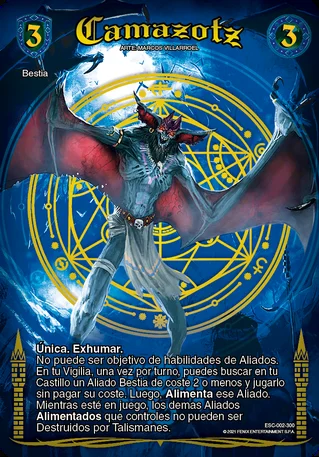 3
Camazotz
3
ARTE: MARCOS VILLARROEL
Bestia
Única. Exhumar.
No puede ser objetivo de habilidades de Aliados.
En tu Vigilia, una vez por turno, puedes buscar en tu
Castillo un Aliado Bestia de coste 2 o menos y jugarlo
sin pagar su coste. Luego, Alimenta ese Aliado.
Mientras esté en juego, los demas Aliados
Alimentados que controles no pueden ser
Destruidos por Talismanes.
ESC-002-300
© 2021 FENIX ENTERTAINMENT S.P.A.